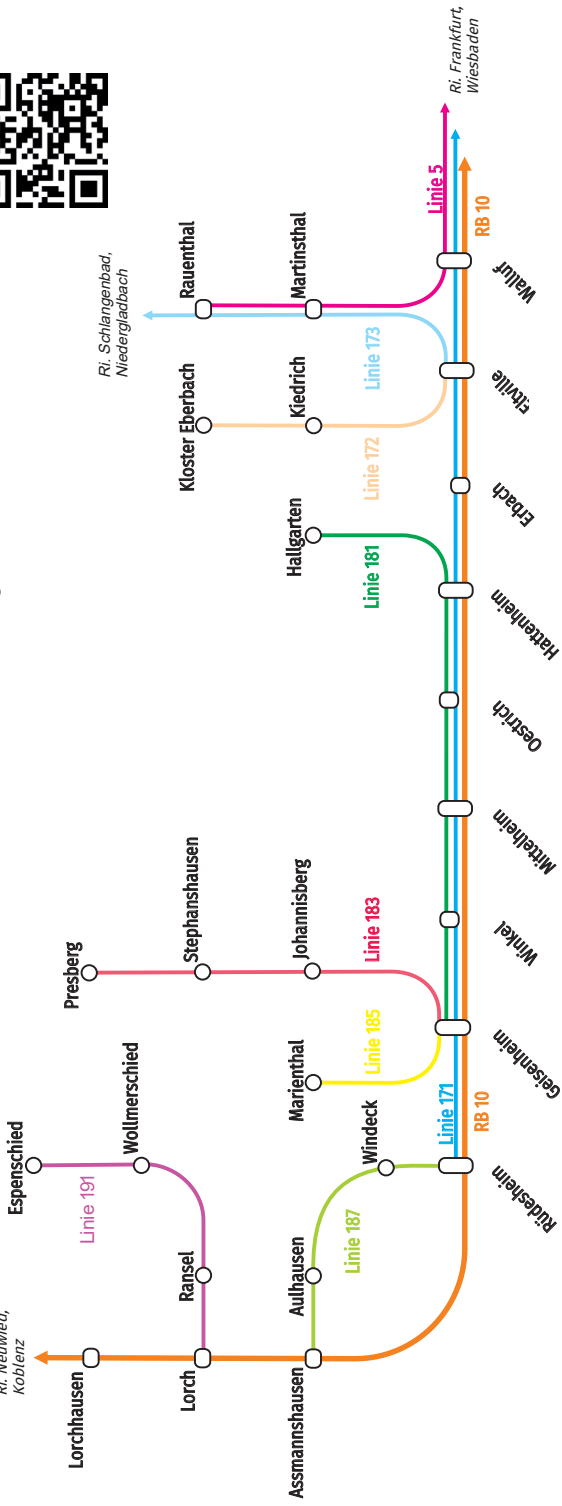 Ri. Neuwied,
Koblenz
Lorchhausen
Lorch
Assmannshausen
Espenschied
Linie 191
Wollmerschied
Ransel
Aulhausen
Linie 187
Windeck
Rüdesheim
Linie 171
RB 10
Marienthal
Linie 185
Geisenheim
Presberg
Stephanshausen
Johannisberg
Linie 183
Winkel
Mittelheim
Oestrich
Hattenheim
Hallgarten
Linie 181
Erbach
Kloster Eberbach
Kiedrich
Linie 172
Eltville
Ri. Schlangenbad,
Niedergladbach
Rauenthal
Martinsthal
Linie 173
Walluf
Linie 5
RB 10
Ri. Frankfurt,
Wiesbaden